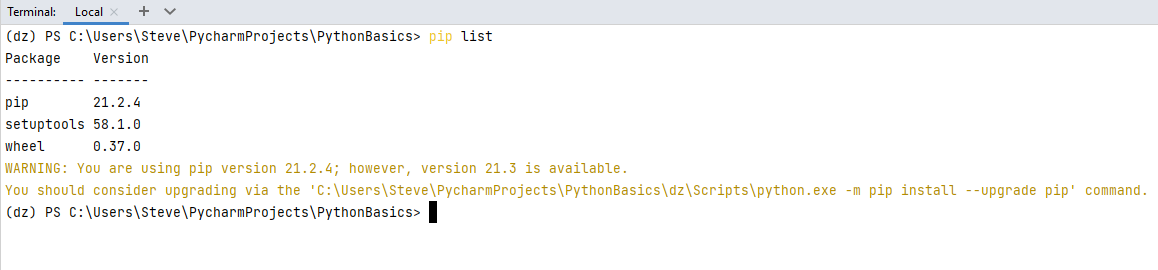 Terminal: Local × + ∨
(dz) PS C:\Users\Steve\PycharmProjects\PythonBasics> pip list
Package    Version
---------- -------
pip        21.2.4
setuptools 58.1.0
wheel      0.37.0
WARNING: You are using pip version 21.2.4; however, version 21.3 is available.
You should consider upgrading via the 'C:\Users\Steve\PycharmProjects\PythonBasics\dz\Scripts\python.exe -m pip install --upgrade pip' command.
(dz) PS C:\Users\Steve\PycharmProjects\PythonBasics>